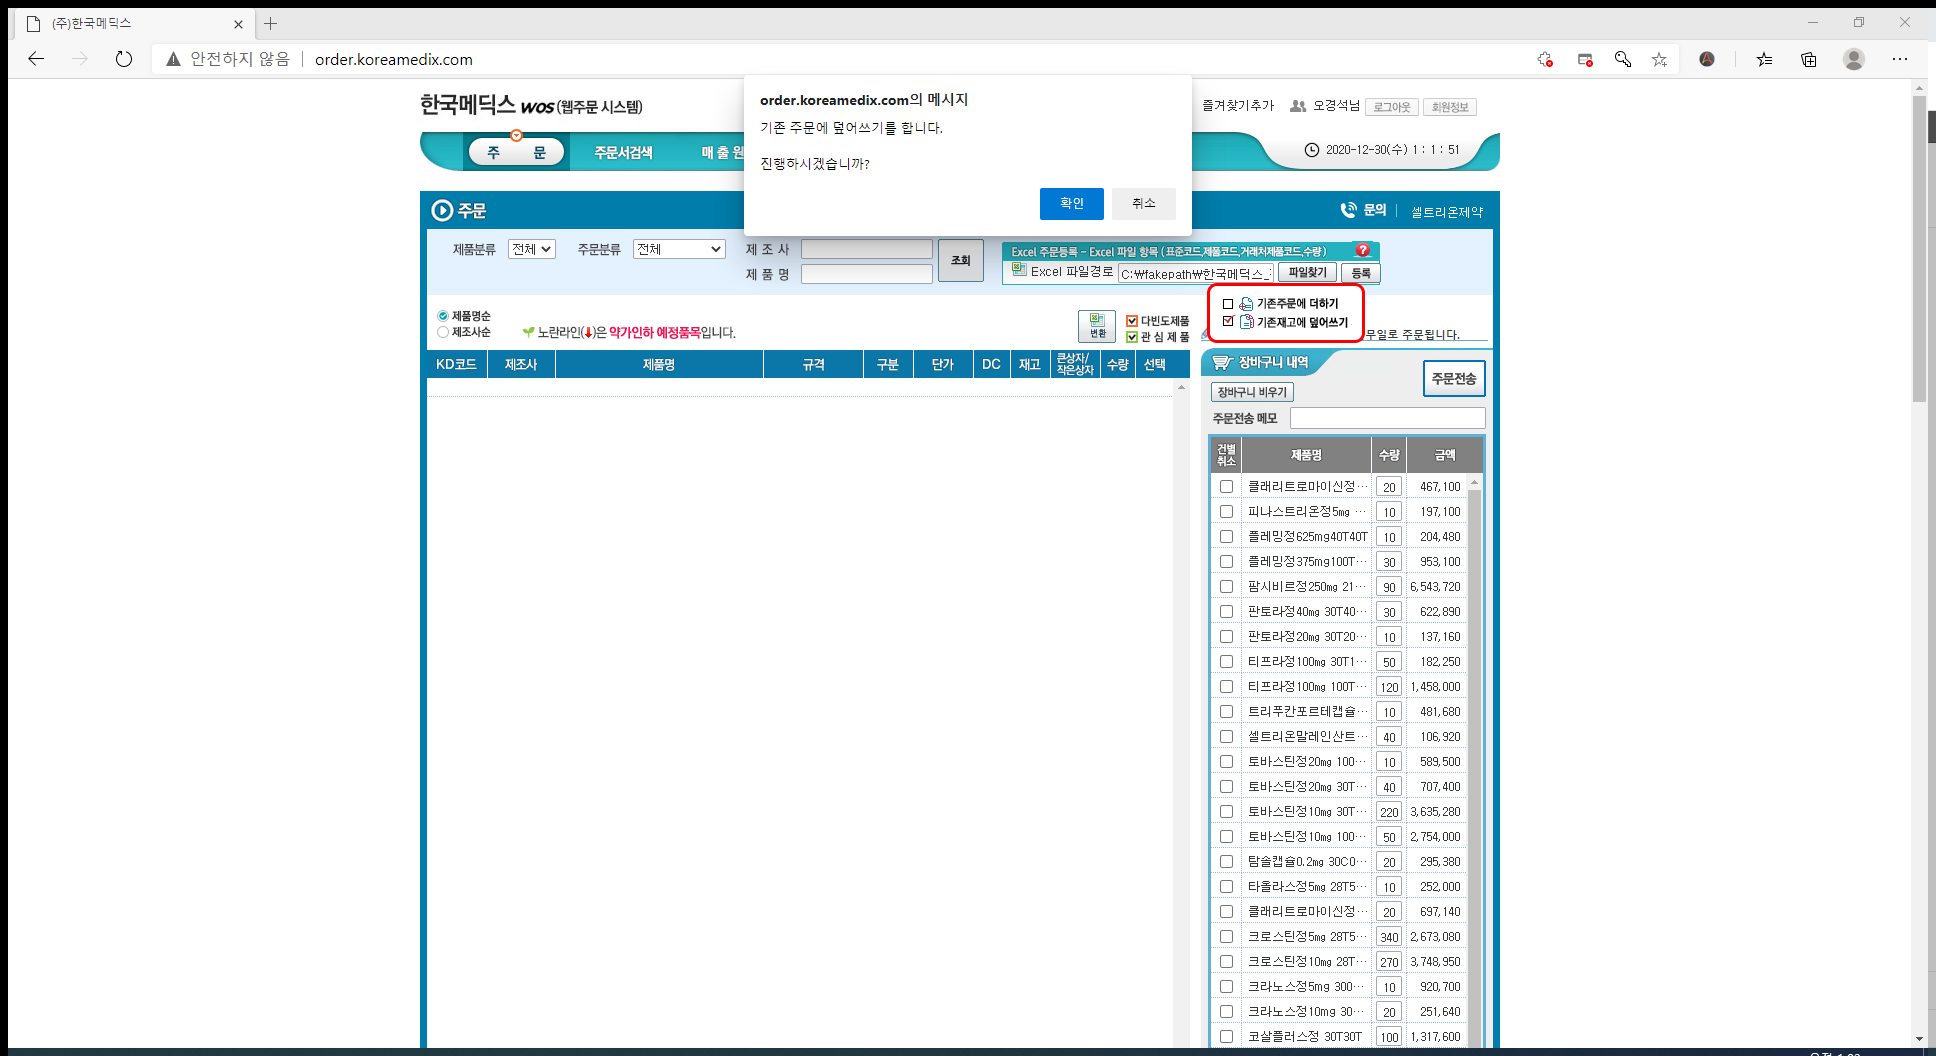 (주)한국메딕스
안전하지 않음
order.koreamedix.com
order.koreamedix.com의 메시지
기존 주문에 덮어쓰기를 합니다.
진행하시겠습니까?
확인
취소
한국메딕스 WOS (웹주문 시스템)
즐겨찾기추가
오경석님
로그아웃
회원정보
주 문
주문서검색
매 출 원
2020-12-30(수) 1 : 1 : 51
주문
문의
셀트리온제약
제품분류 전체
주문분류 전체
제 조 사
제 품 명
조회
Excel 주문등록 - Excel 파일 항목 (표준코드,제품코드,거래처제품코드,수량)
?
Excel 파일경로 C:₩fakepath₩한국메딕스_
파일찾기
등록
기존주문에 더하기
기존재고에 덮어쓰기
무일로 주문됩니다.
제품명순
제조사순
노란라인(↓)은 약가인하 예정품목입니다.
변환
다빈도제품
관 심 제 품
KD코드 제조사 제품명 규격 구분 단가 DC 재고 큰상자/작은상자 수량 선택
장바구니 내역
주문전송
장바구니 비우기
주문전송 메모
건별취소 제품명 수량 금액
클래리트로마이신정… 20 467,100
피나스트리온정5mg … 10 197,100
플레밍정625mg40T40T 10 204,480
플레밍정375mg100T… 30 953,100
팜시비르정250mg 21… 90 6,543,720
판토라정40mg 30T40… 30 622,890
판토라정20mg 30T20… 10 137,160
티프라정100mg 30T1… 50 182,250
티프라정100mg 100T… 120 1,458,000
트리푸칸포르테캡슐… 10 481,680
셀트리온말레인산트… 40 106,920
토바스틴정20mg 100… 10 589,500
토바스틴정20mg 30T… 40 707,400
토바스틴정10mg 30T… 220 3,635,280
토바스틴정10mg 100… 50 2,754,000
탐솔캡슐0.2mg 30C0… 20 295,380
타올라스정5mg 28T5… 10 252,000
클래리트로마이신정… 20 697,140
크로스틴정5mg 28T5… 340 2,673,080
크로스틴정10mg 28T… 270 3,748,950
크라노스정5mg 300… 10 920,700
크라노스정10mg 30… 20 251,640
코살플러스정 30T30T 100 1,317,600